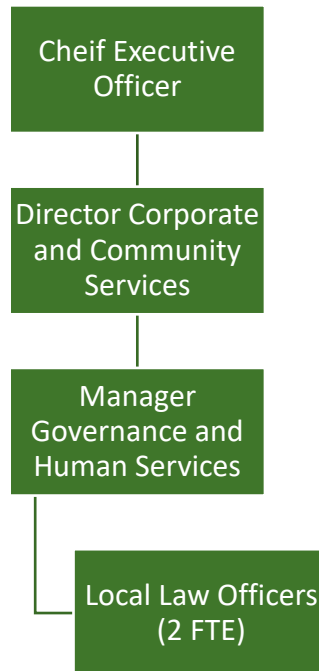 Cheif Executive
Officer
Director Corporate
and Community
Services
Manager
Governance and
Human Services
Local Law Officers
(2 FTE)